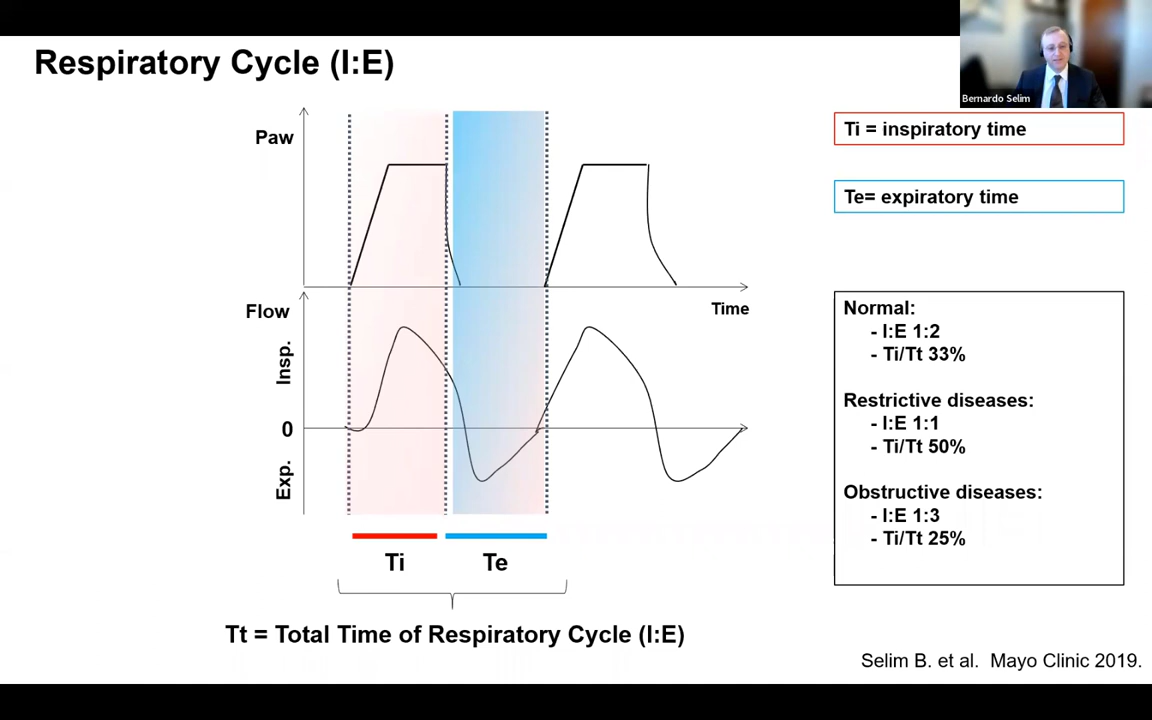 Respiratory Cycle (I:E)
Bernardo Selim
Paw
Time
Flow
Insp.
0
Exp.
Ti
Te
Tt = Total Time of Respiratory Cycle (I:E)
Ti = inspiratory time
Te= expiratory time
Normal:
- I:E 1:2
- Ti/Tt 33%
Restrictive diseases:
- I:E 1:1
- Ti/Tt 50%
Obstructive diseases:
- I:E 1:3
- Ti/Tt 25%
Selim B. et al.  Mayo Clinic 2019.